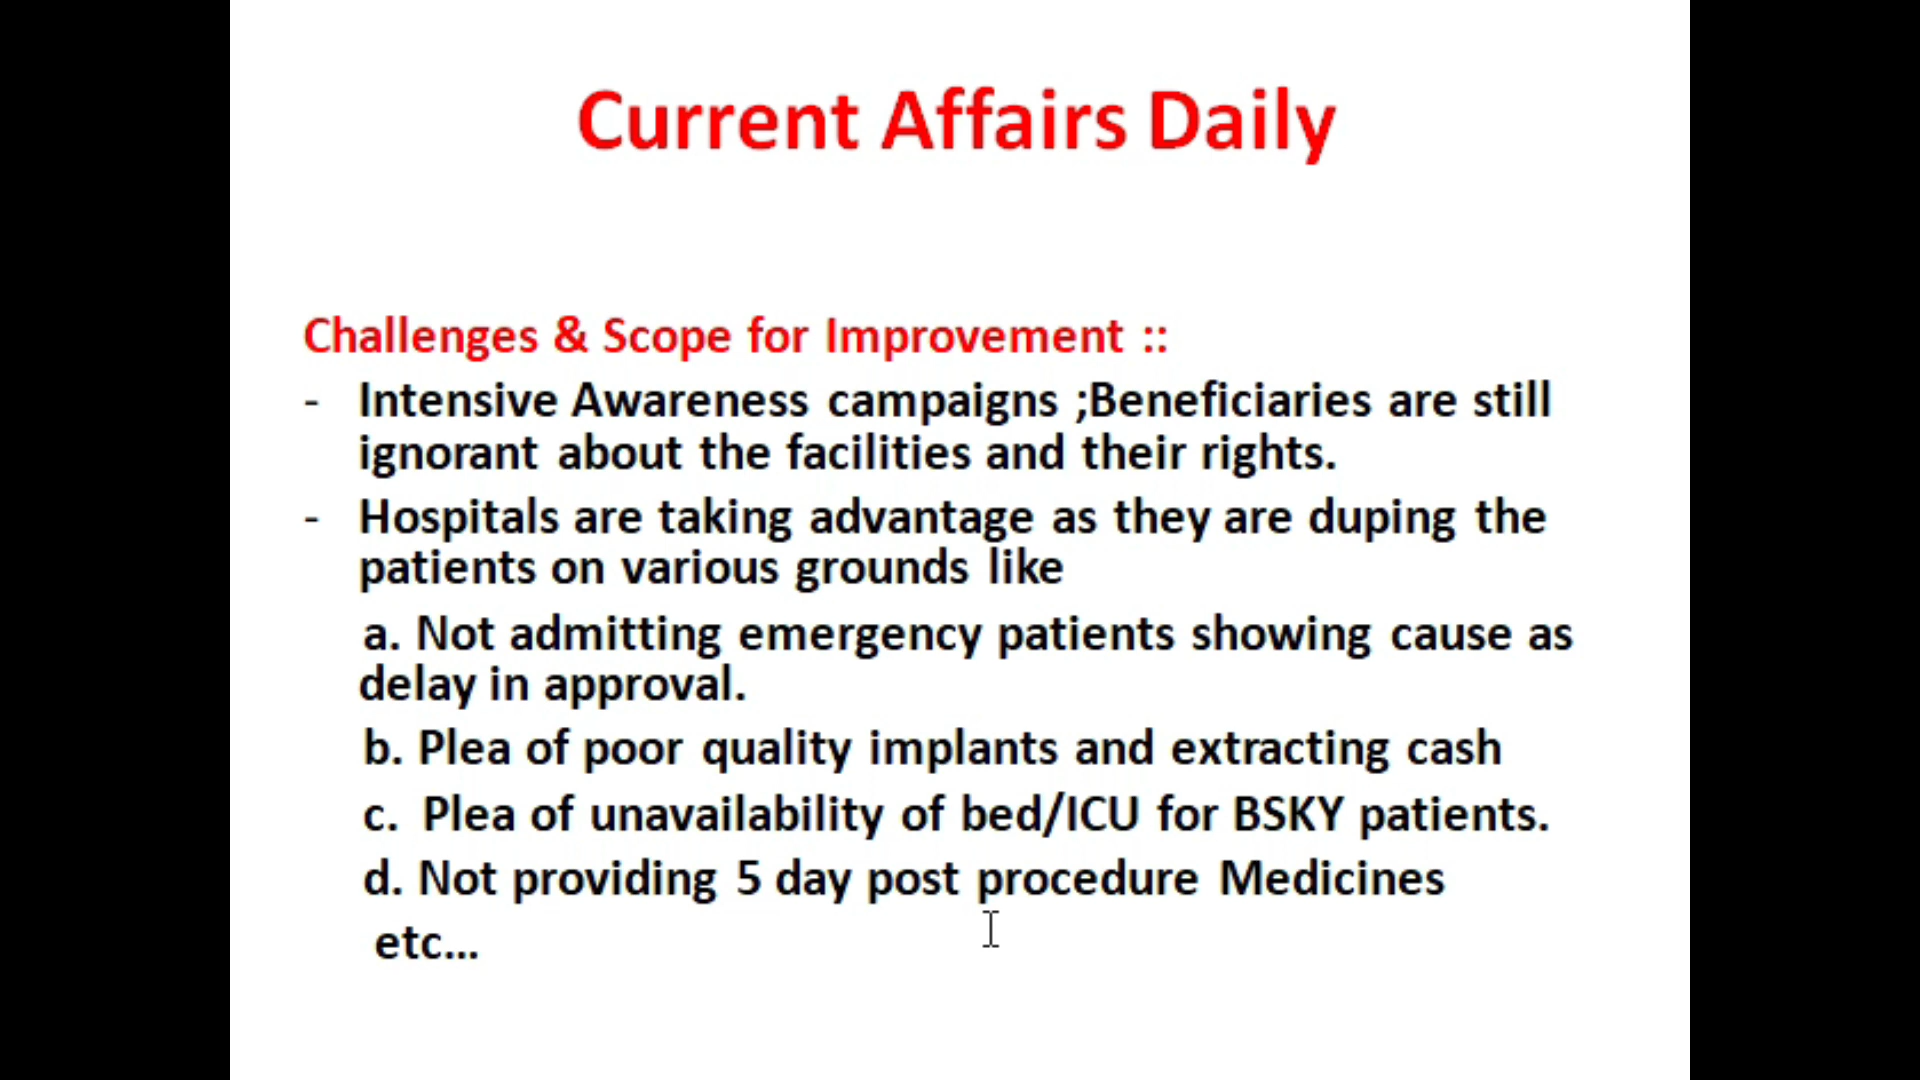 Current Affairs Daily
Challenges & Scope for Improvement ::
- Intensive Awareness campaigns ;Beneficiaries are still
ignorant about the facilities and their rights.
- Hospitals are taking advantage as they are duping the
patients on various grounds like
a. Not admitting emergency patients showing cause as
delay in approval.
b. Plea of poor quality implants and extracting cash
c. Plea of unavailability of bed/ICU for BSKY patients.
d. Not providing 5 day post procedure Medicines
etc...